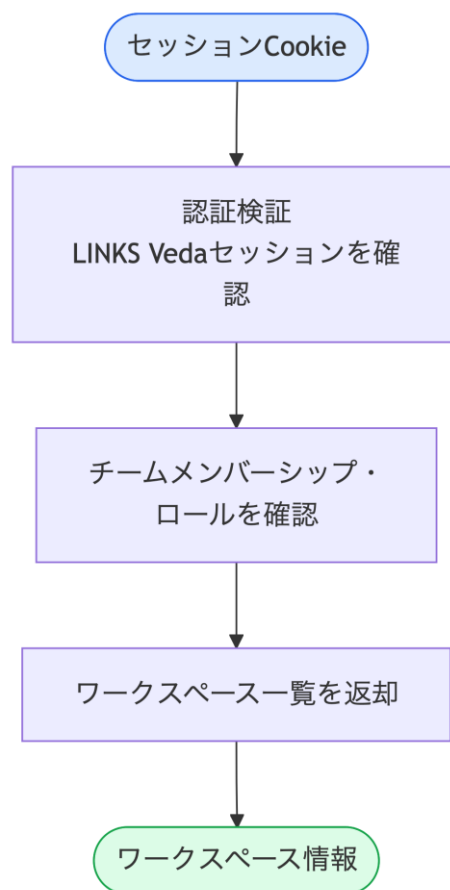 セッションCookie
認証検証
LINKS Vedaセッションを確
認
チームメンバーシップ・
ロールを確認
ワークスペース一覧を返却
ワークスペース情報